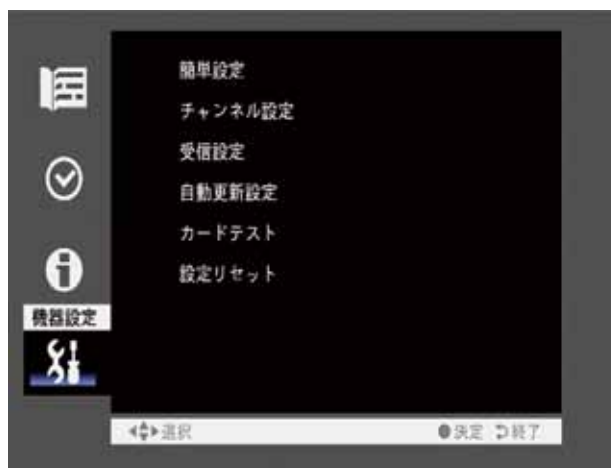 簡単設定
チャンネル設定
受信設定
自動更新設定
カードテスト
設定リセット
機器設定
選択
決定 終了